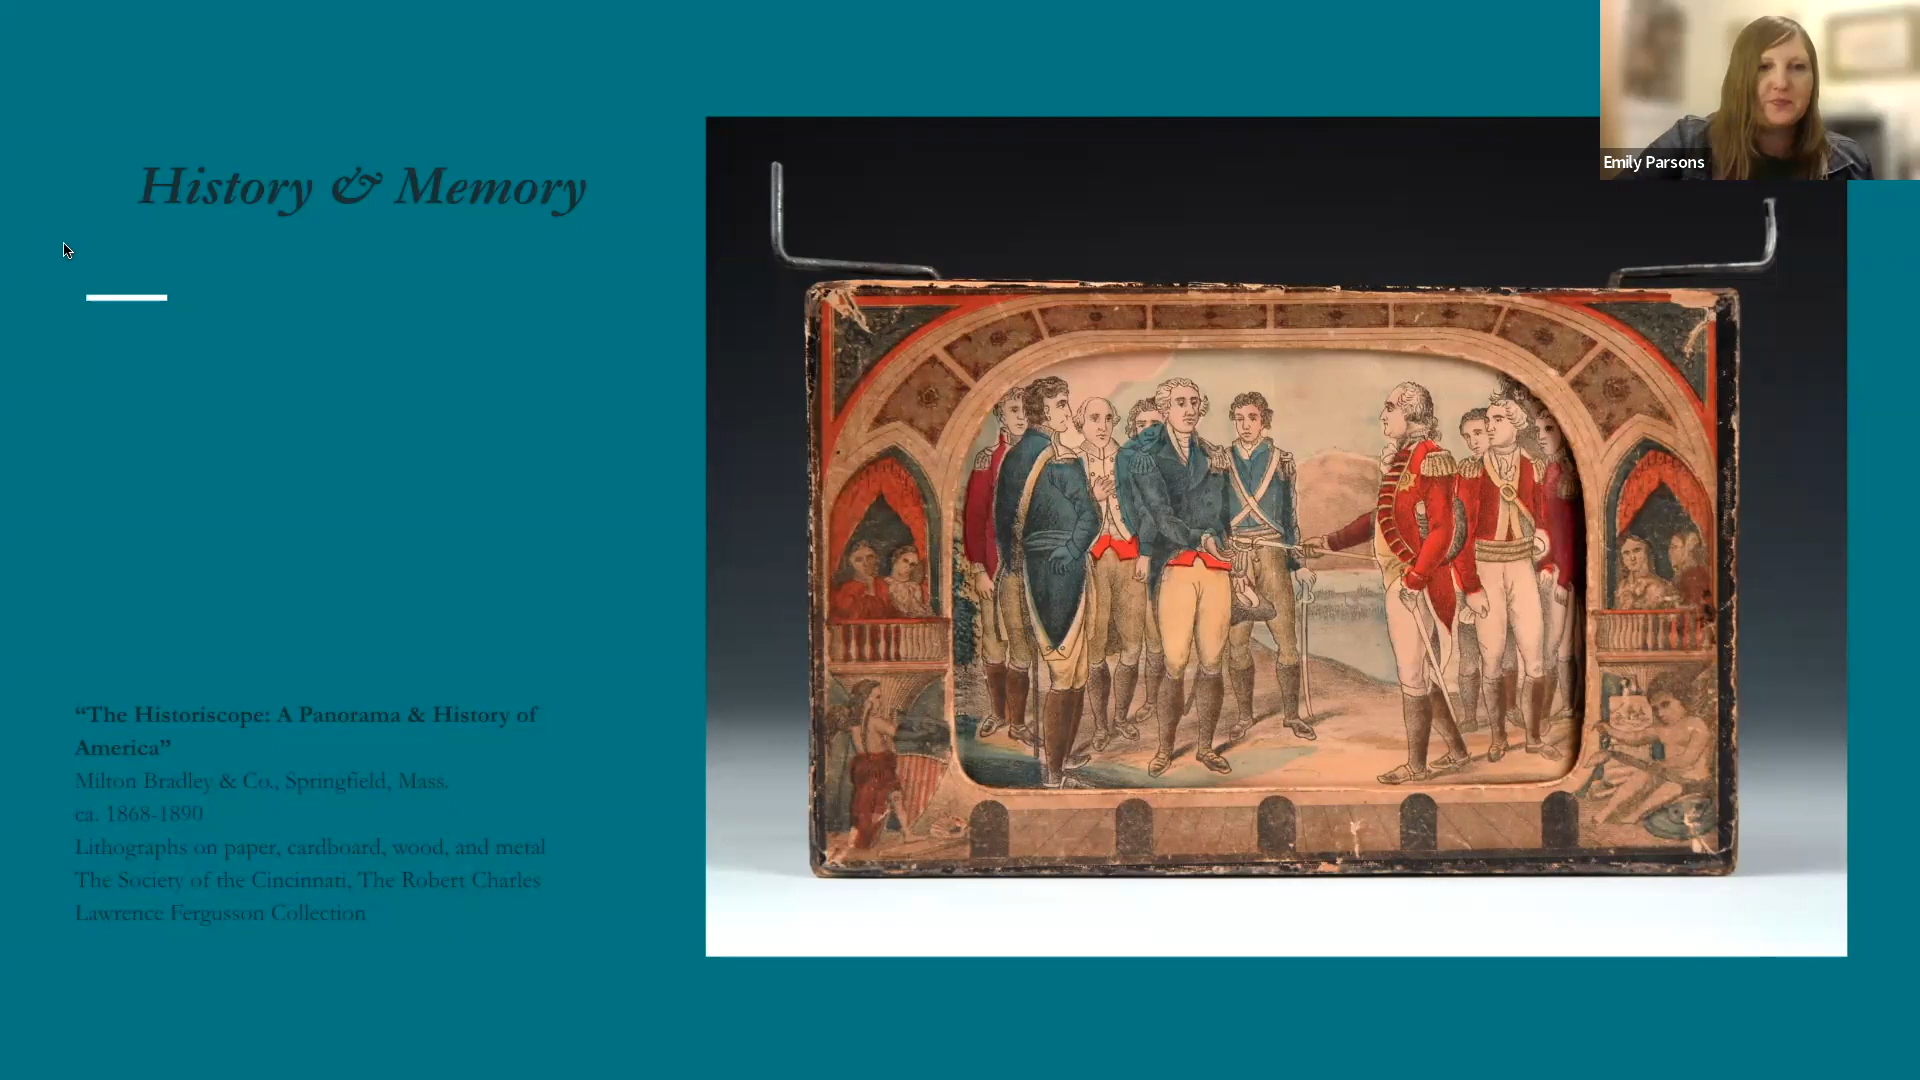 Emily Parsons
History & Memory
“The Historiscope: A Panorama & History of
America”
Milton Bradley & Co., Springfield, Mass.
ca. 1868-1890
Lithographs on paper, cardboard, wood, and metal
The Society of the Cincinnati, The Robert Charles
Lawrence Fergusson Collection